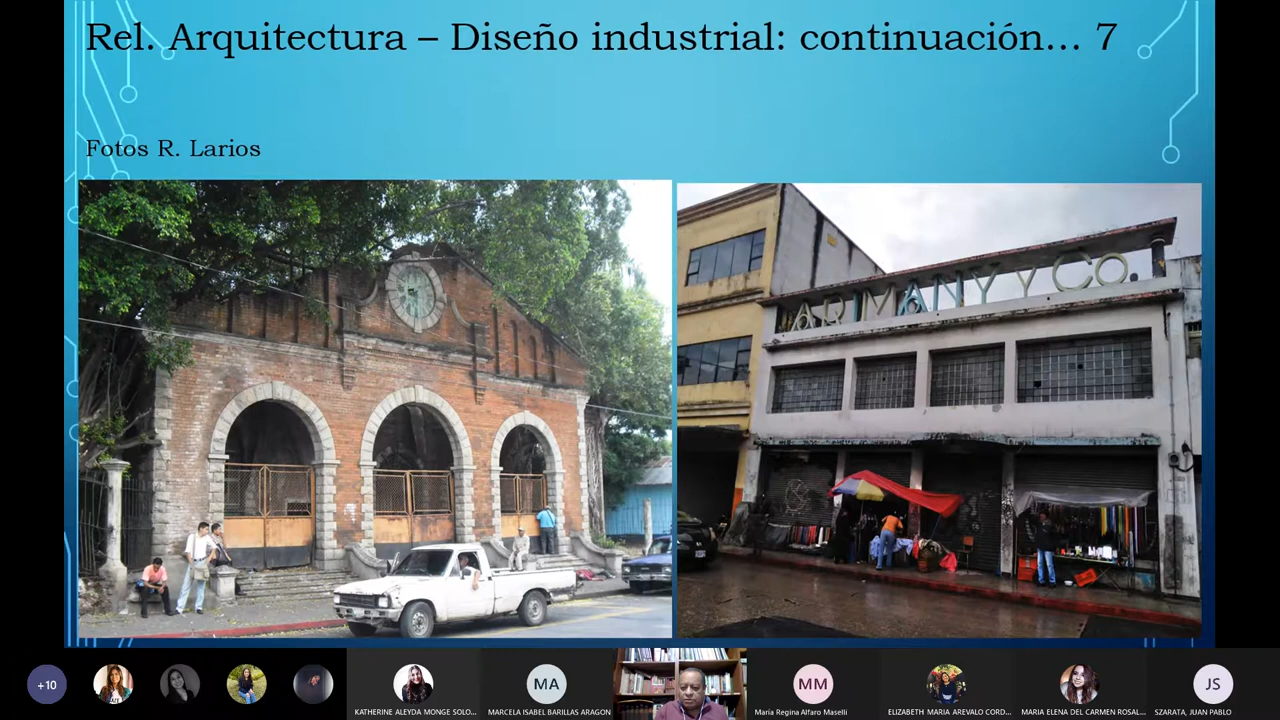 Rel. Arquitectura – Diseño industrial: continuación... 7
Fotos R. Larios
ARIMANY Y CO.
+10
KATHERINE ALEYDA MONGE SOLO...
MA
MARCELA ISABEL BARILLAS ARAGON
MM
María Regina Alfaro Maselli
ELIZABETH MARIA AREVALO CORD...
MARIA ELENA DEL CARMEN ROSAL...
JS
SZARATA, JUAN PABLO